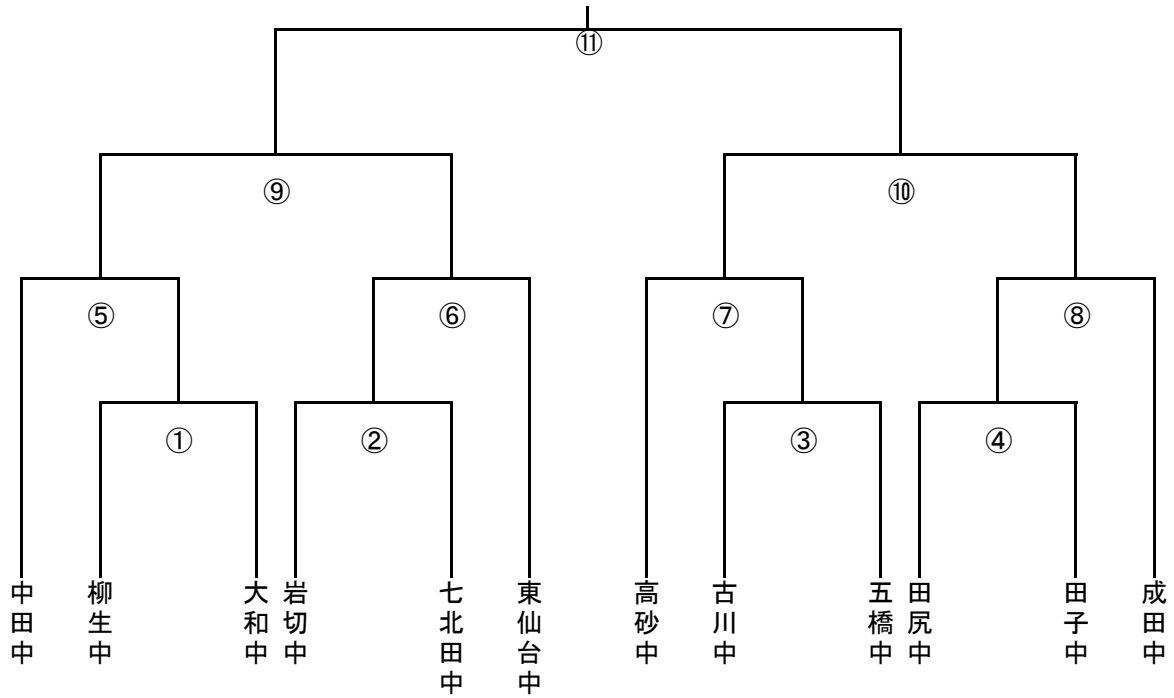 ⑪
⑨
⑩
⑤
⑥
⑦
⑧
①
②
③
④
中田中
柳生中
大和中
岩切中
七北田中
東仙台中
高砂中
古川中
五橋中
田尻中
田子中
成田中